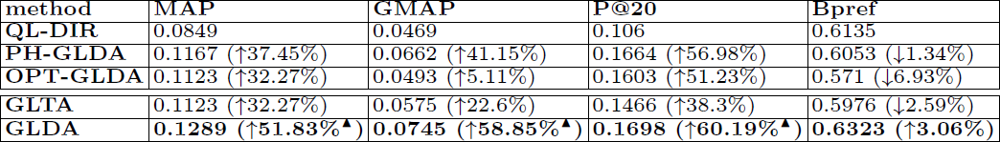 method MAP GMAP P@20 Bpref
QL-DIR 0.0849 0.0469 0.106 0.6135
PH-GLDA 0.1167 (↑37.45%) 0.0662 (↑41.15%) 0.1664 (↑56.98%) 0.6053 (↓1.34%)
OPT-GLDA 0.1123 (↑32.27%) 0.0493 (↑5.11%) 0.1603 (↑51.23%) 0.571 (↓6.93%)
GLTA 0.1123 (↑32.27%) 0.0575 (↑22.6%) 0.1466 (↑38.3%) 0.5976 (↓2.59%)
GLDA 0.1289 (↑51.83%▲) 0.0745 (↑58.85%▲) 0.1698 (↑60.19%▲) 0.6323 (↑3.06%)